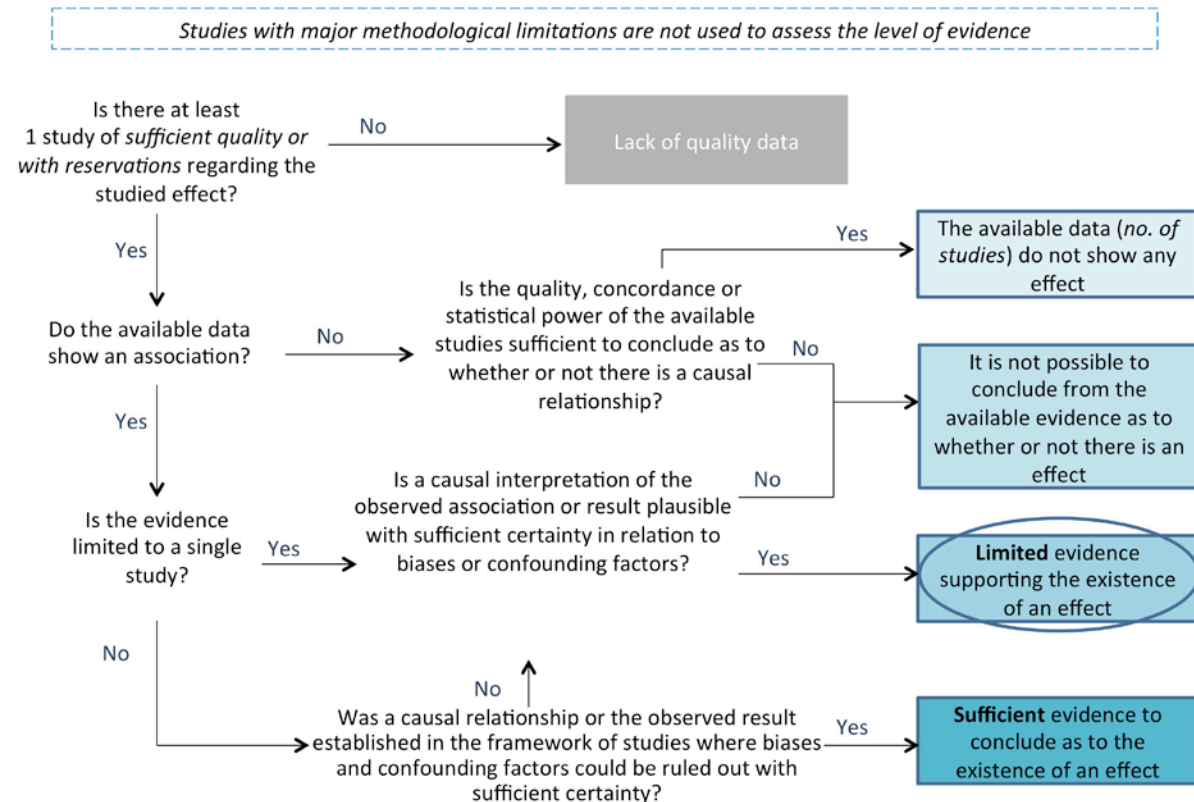 Studies with major methodological limitations are not used to assess the level of evidence
Is there at least
1 study of sufficient quality or
with reservations regarding the
studied effect?
No
Lack of quality data
Yes
Do the available data
show an association?
No
Is the quality, concordance or
statistical power of the available
studies sufficient to conclude as to
whether or not there is a causal
relationship?
Yes
The available data (no. of
studies) do not show any
effect
No
It is not possible to
conclude from the
available evidence as to
whether or not there is an
effect
Yes
Is the evidence
limited to a single
study?
Yes
Is a causal interpretation of the
observed association or result plausible
with sufficient certainty in relation to
biases or confounding factors?
No
Yes
Limited evidence
supporting the existence
of an effect
No
No
Was a causal relationship or the observed result
established in the framework of studies where biases
and confounding factors could be ruled out with
sufficient certainty?
Yes
Sufficient evidence to
conclude as to the
existence of an effect